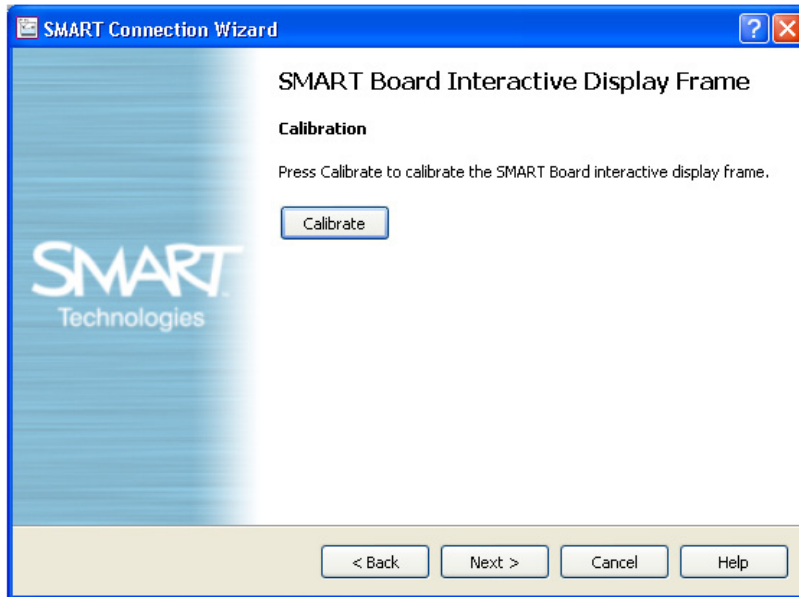 SMART Connection Wizard
SMART Board Interactive Display Frame
Calibration
Press Calibrate to calibrate the SMART Board interactive display frame.
Calibrate
SMART
Technologies
< Back Next > Cancel Help